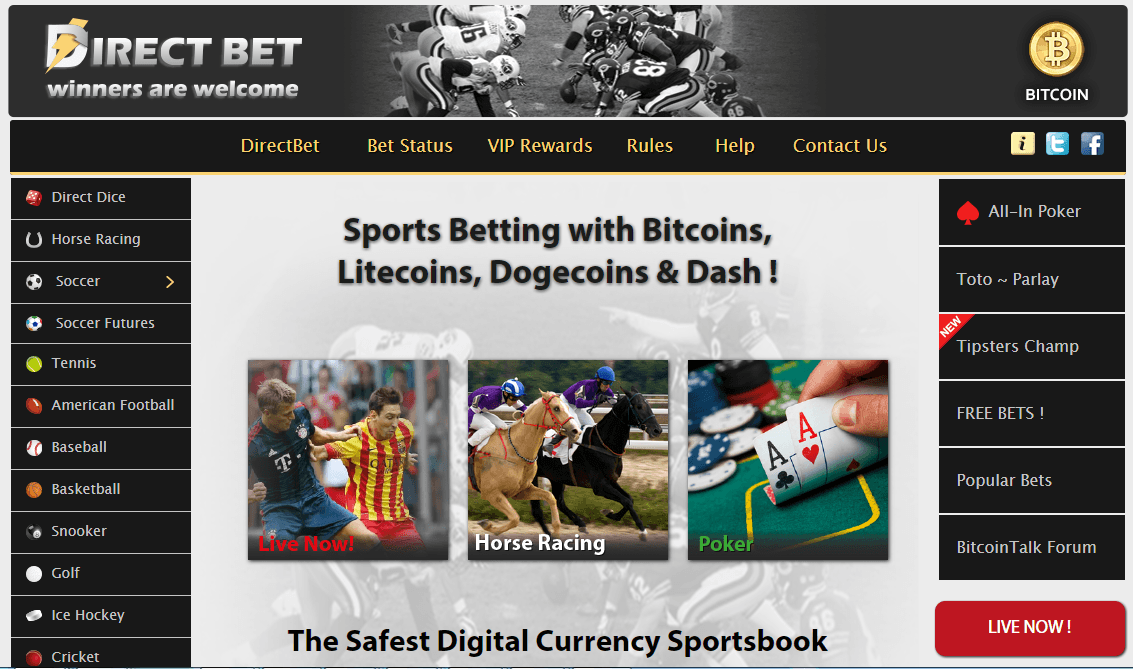 DIRECT BET
winners are welcome
BITCOIN
DirectBet
Bet Status
VIP Rewards
Rules
Help
Contact Us
Direct Dice
Horse Racing
Soccer
Soccer Futures
Tennis
American Football
Baseball
Basketball
Snooker
Golf
Ice Hockey
Cricket
Sports Betting with Bitcoins,
Litecoins, Dogecoins & Dash !
Live Now!
Horse Racing
Poker
The Safest Digital Currency Sportsbook
All-In Poker
Toto ~ Parlay
NEW
Tipsters Champ
FREE BETS !
Popular Bets
BitcoinTalk Forum
LIVE NOW !